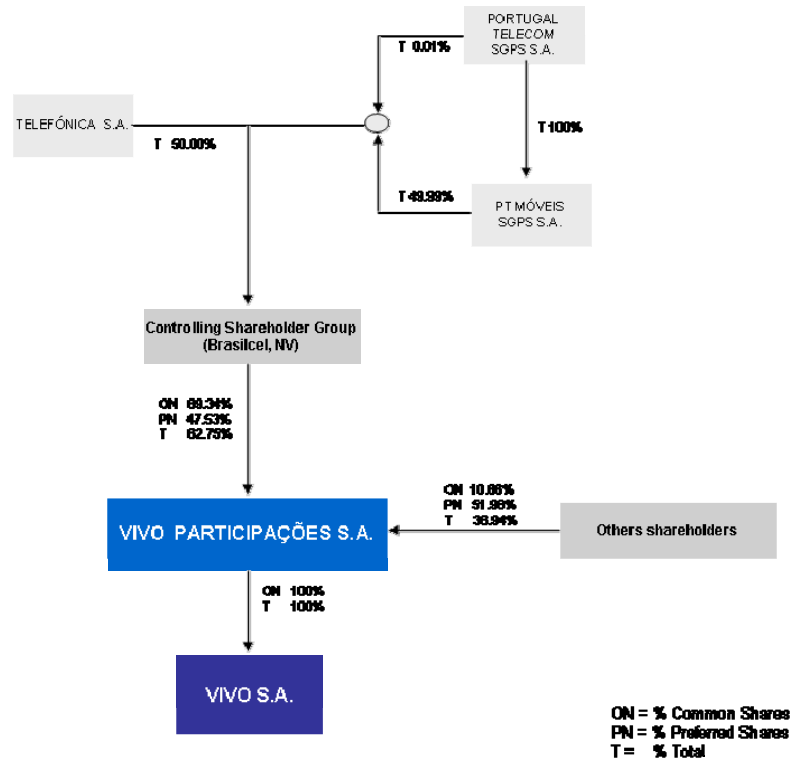 PORTUGAL
TELECOM
SGPS S.A.
T 0.01%
TELEFÓNICA S.A.
T 50.00%
T 100%
T 49.99%
PT MÓVEIS
SGPS S.A.
Controlling Shareholder Group
(Brasilcel, NV)
ON 89.34%
PN 47.53%
T 62.75%
ON 10.66%
PN 51.98%
T 36.94%
VIVO PARTICIPAÇÕES S.A.
Others shareholders
ON 100%
T 100%
VIVO S.A.
ON = % Common Shares
PN = % Preferred Shares
T = % Total